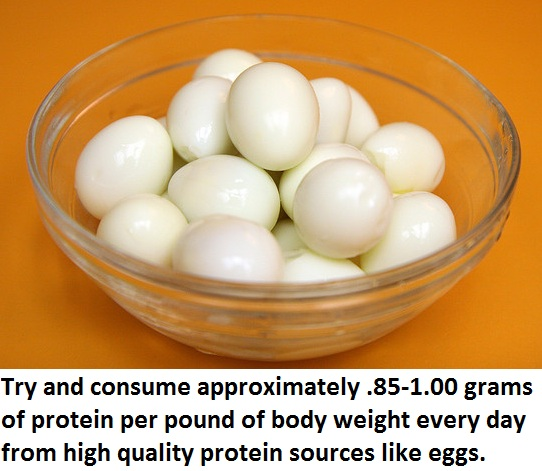 Try and consume approximately .85-1.00 grams
of protein per pound of body weight every day
from high quality protein sources like eggs.